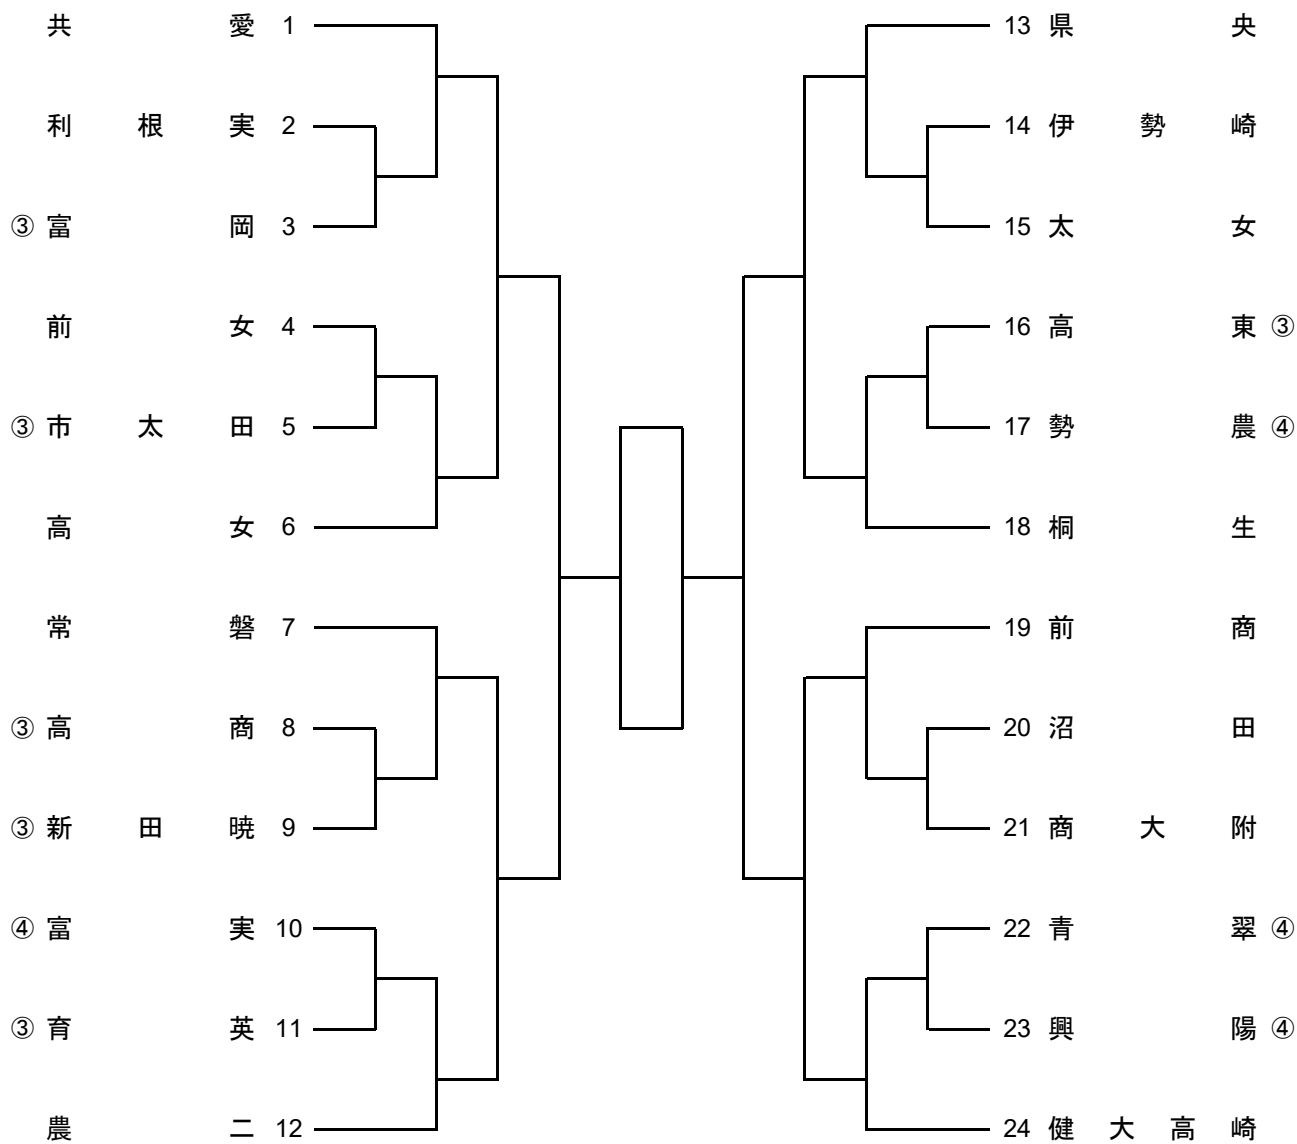 共愛 1
利根実 2
③ 富岡 3
前女 4
③ 市太田 5
高女 6
常磐 7
③ 高商 8
③ 新田暁 9
④ 富実 10
③ 育英 11
農二 12
13 県央
14 伊勢崎
15 太女
16 高東 ③
17 勢農 ④
18 桐生
19 前商
20 沼田
21 商大附
22 青翠 ④
23 興陽 ④
24 健大高崎